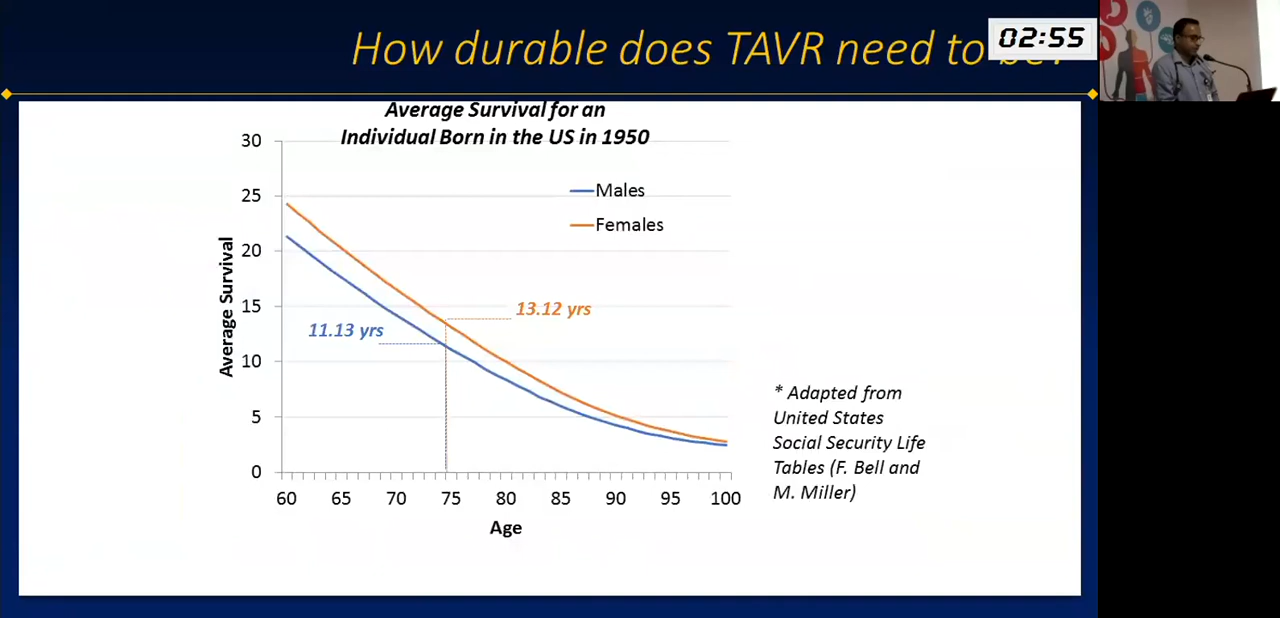 How durable does TAVR need to be?
02:55
Average Survival for an
Individual Born in the US in 1950
30
25
20
15
10
5
0
Average Survival
Males
Females
13.12 yrs
11.13 yrs
60 65 70 75 80 85 90 95 100
Age
* Adapted from
United States
Social Security Life
Tables (F. Bell and
M. Miller)